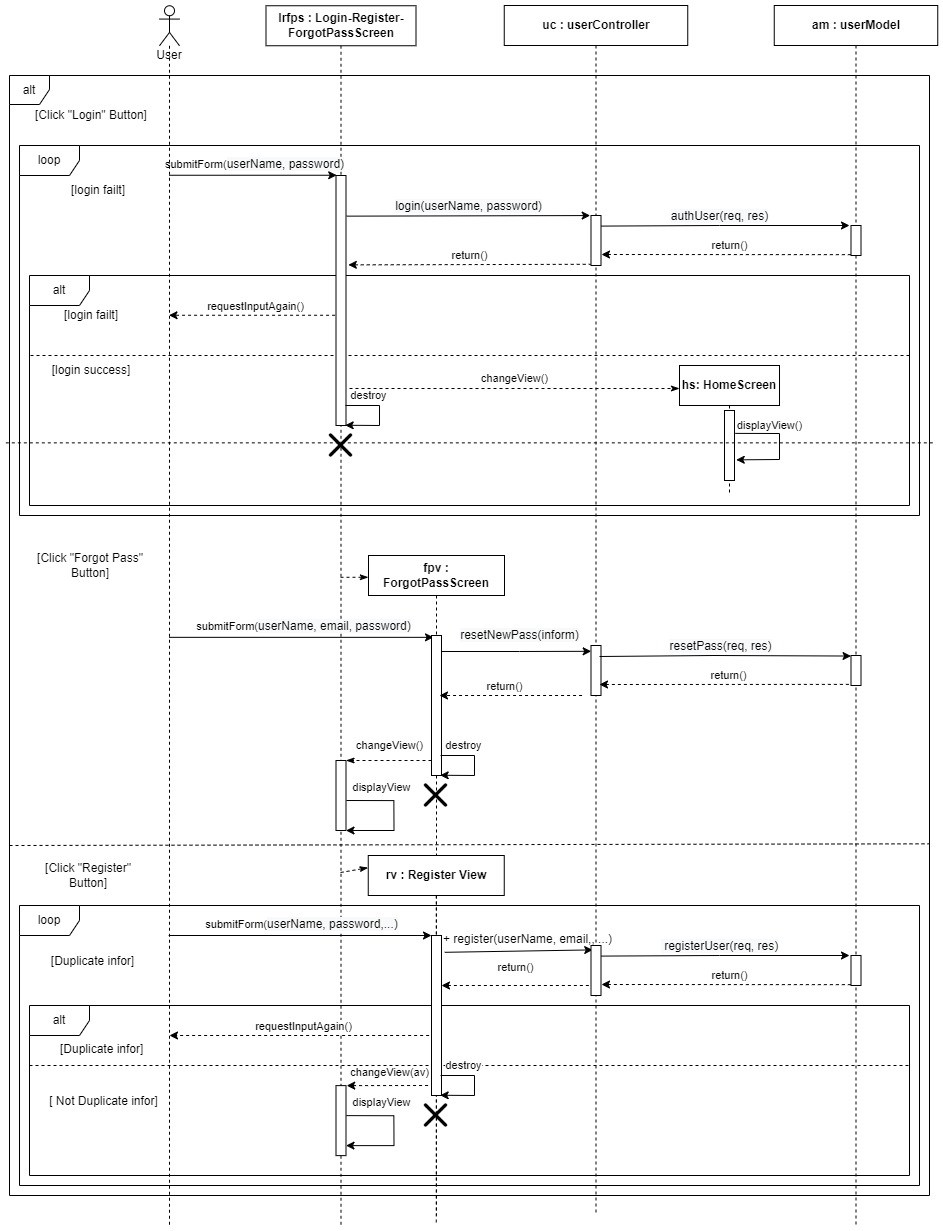 lrfps : Login-Register-
ForgotPassScreen
uc : userController
am : userModel
User
alt
[Click "Login" Button]
loop
submitForm(userName, password)
[login failt]
login(userName, password)
authUser(req, res)
return()
return()
alt
[login failt]
requestInputAgain()
[login success]
changeView()
hs: HomeScreen
destroy
displayView()
[Click "Forgot Pass"
Button]
fpv :
ForgotPassScreen
submitForm(userName, email, password)
resetNewPass(inform)
resetPass(req, res)
return()
return()
changeView()
destroy
displayView
[Click "Register"
Button]
rv : Register View
loop
submitForm(userName, password,...)
+ register(userName, email,.,...)
registerUser(req, res)
[Duplicate infor]
return()
return()
alt
requestInputAgain()
[Duplicate infor]
destroy
changeView(av)
[ Not Duplicate infor]
displayView